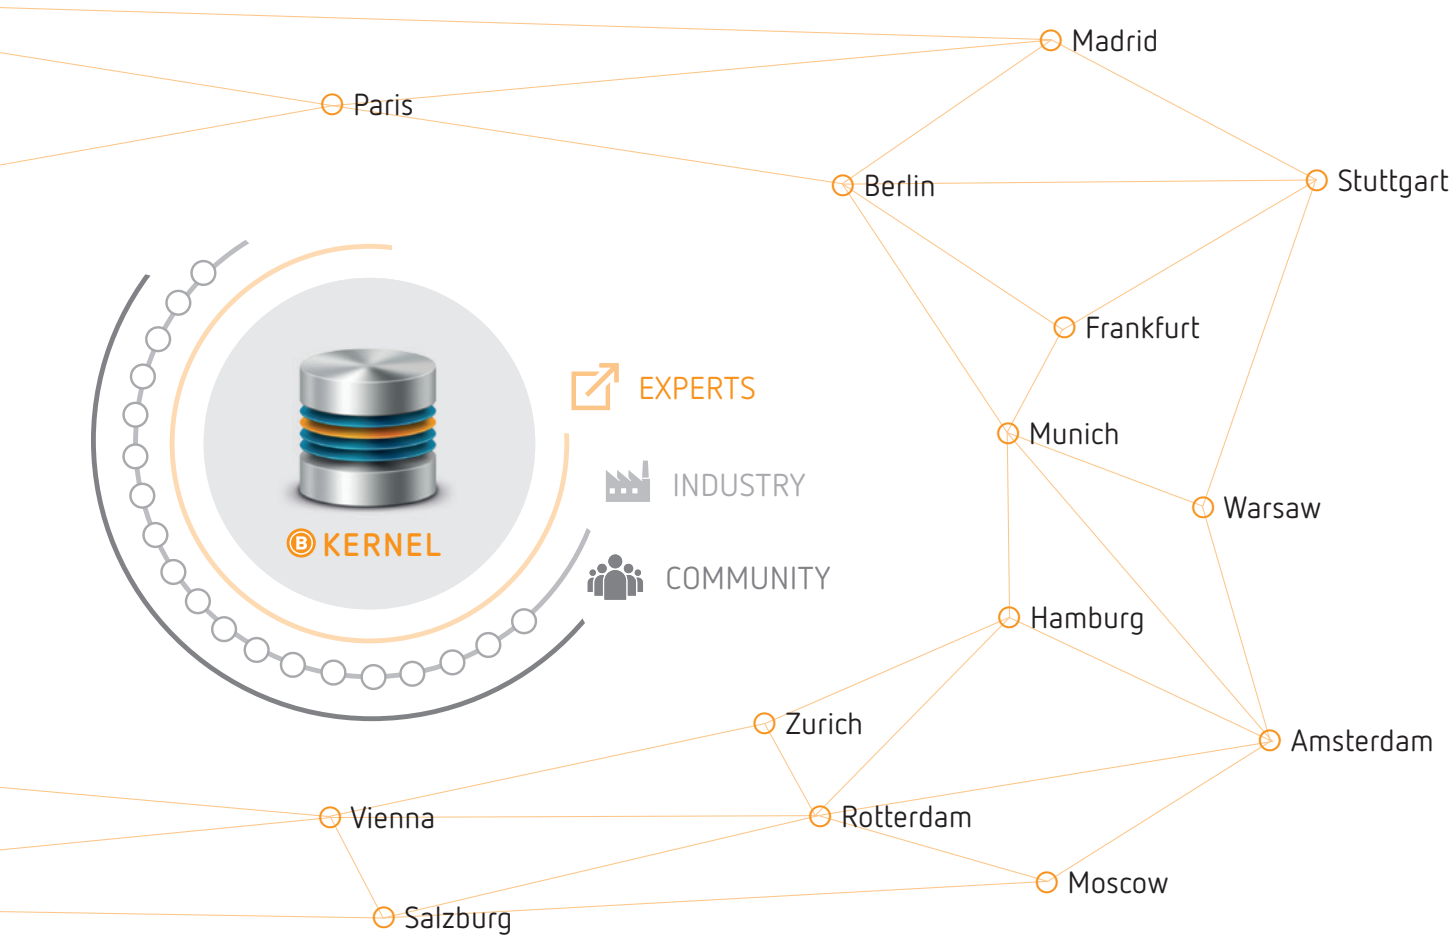 Madrid
Paris
Berlin
Stuttgart
Frankfurt
EXPERTS
Munich
INDUSTRY
Warsaw
B KERNEL
COMMUNITY
Hamburg
Zurich
Amsterdam
Vienna
Rotterdam
Moscow
Salzburg